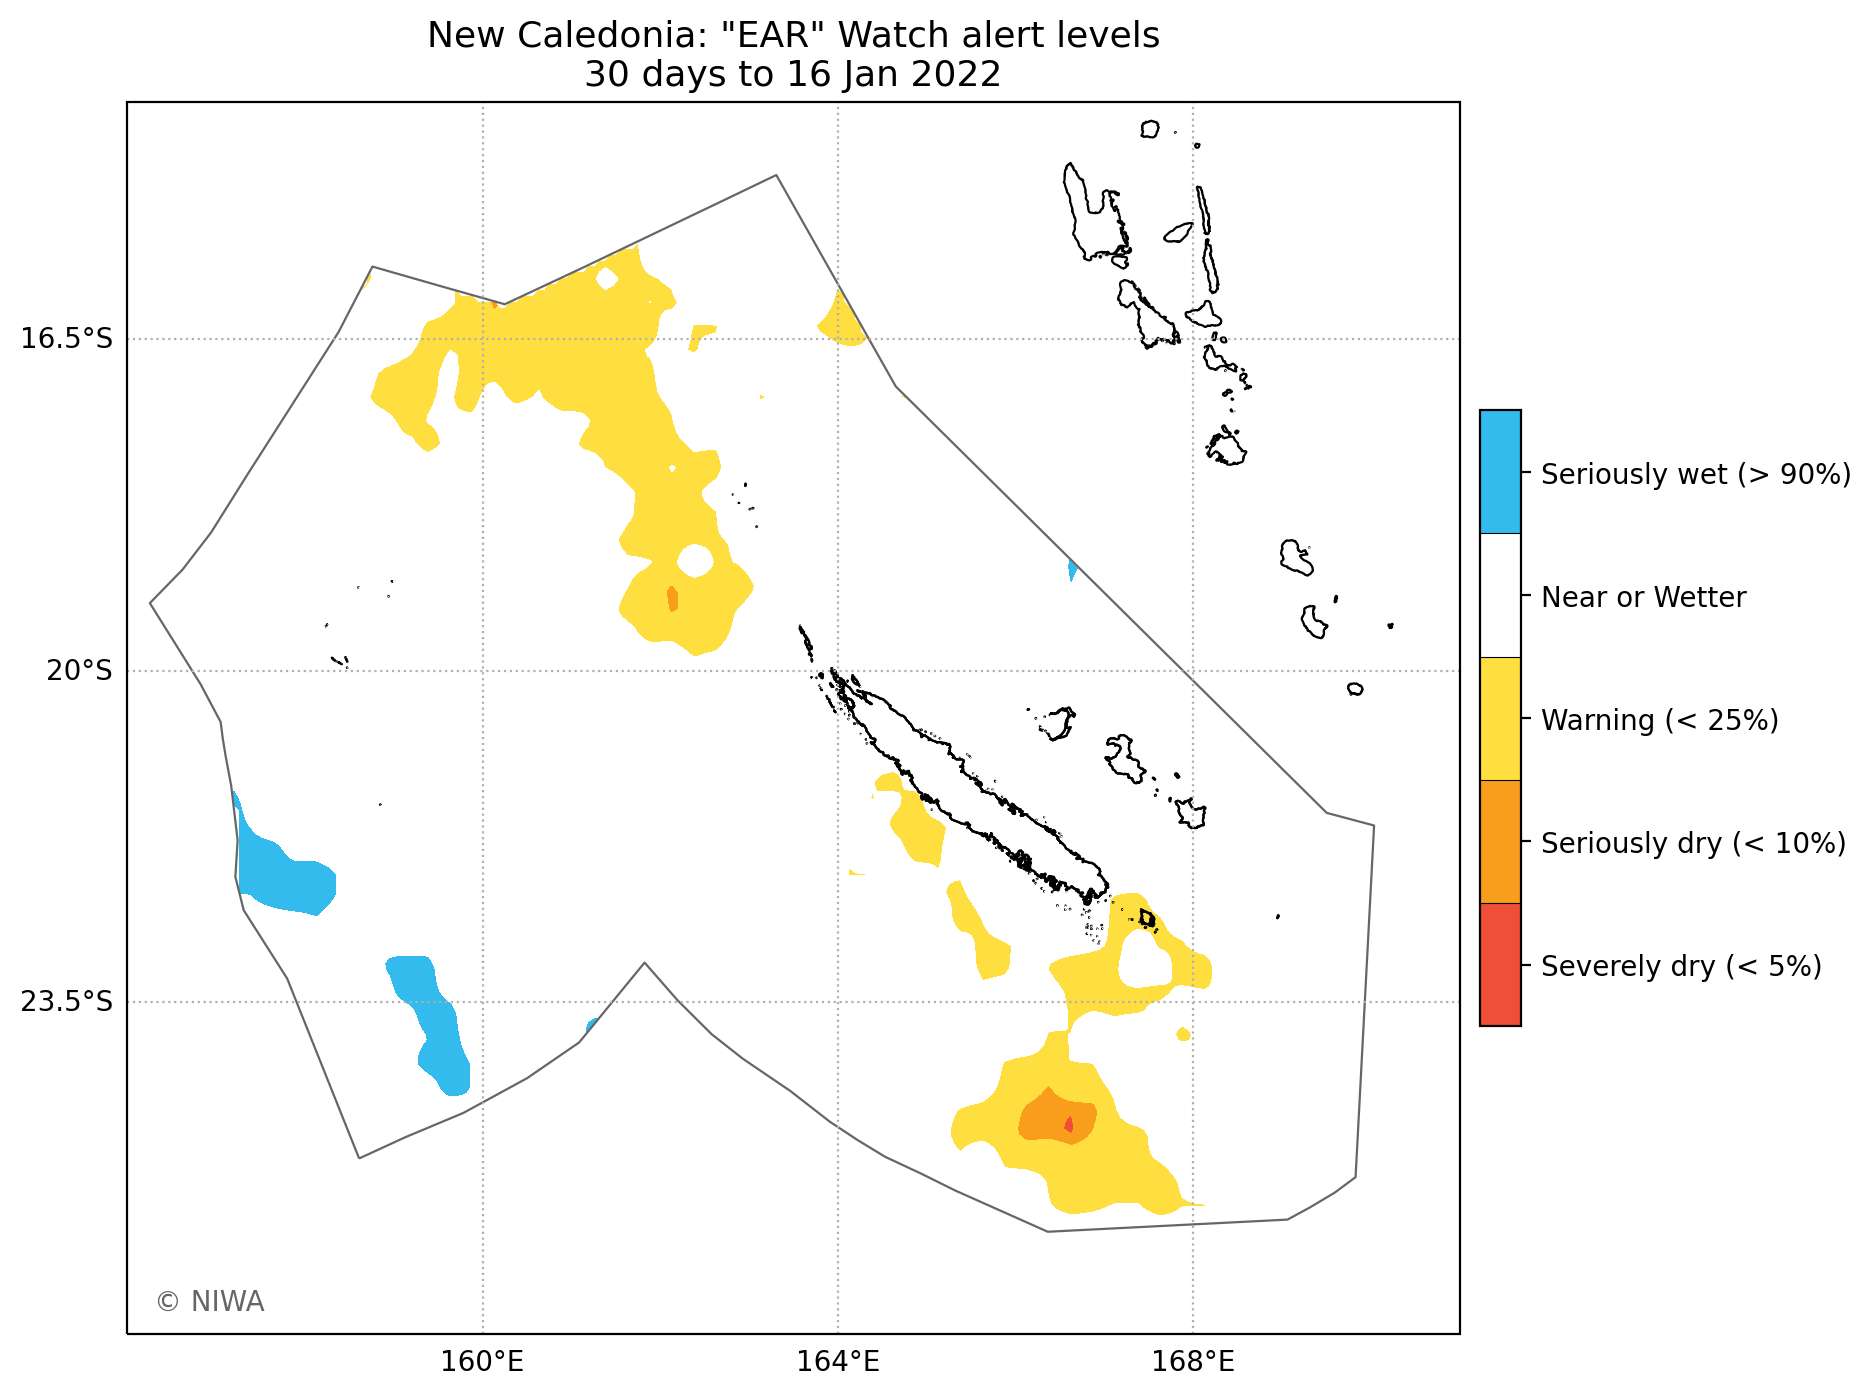 New Caledonia: "EAR" Watch alert levels
30 days to 16 Jan 2022
16.5°S
20°S
23.5°S
160°E
164°E
168°E
Seriously wet (> 90%)
Near or Wetter
Warning (< 25%)
Seriously dry (< 10%)
Severely dry (< 5%)
© NIWA